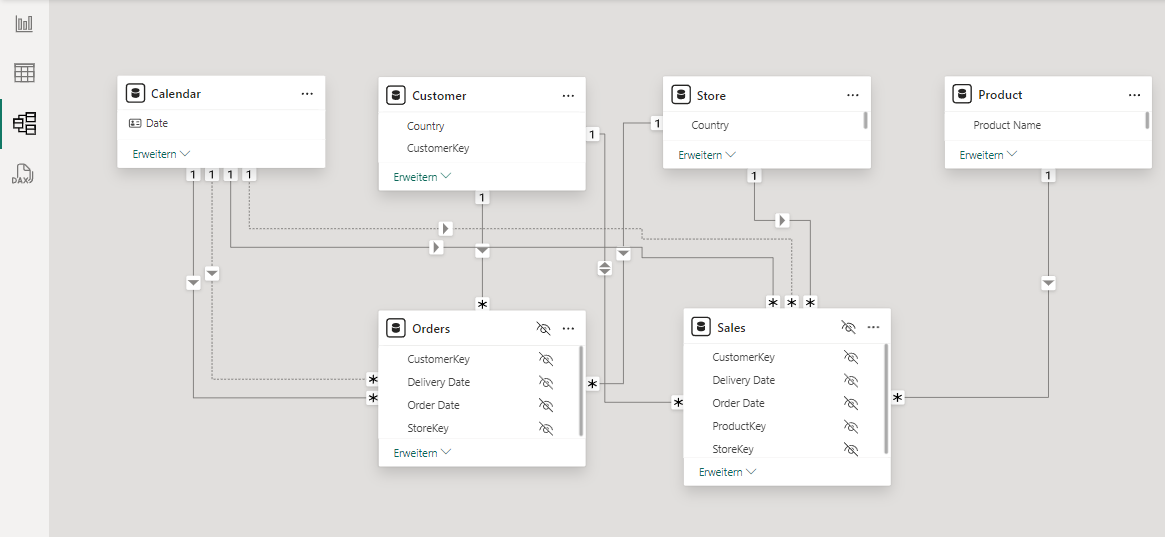 DAX
Calendar
Date
Erweitern
Customer
Country
CustomerKey
Erweitern
Store
Country
Erweitern
Product
Product Name
Erweitern
1
1
1
1
1
1
1
1
1
*
*
*
*
*
*
*
*
*
Orders
CustomerKey
Delivery Date
Order Date
StoreKey
Erweitern
Sales
CustomerKey
Delivery Date
Order Date
ProductKey
StoreKey
Erweitern